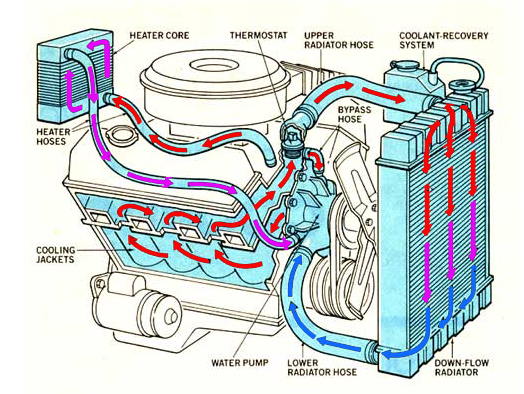 HEATER CORE
THERMOSTAT
UPPER
RADIATOR HOSE
COOLANT-RECOVERY
SYSTEM
BYPASS
HOSE
HEATER
HOSES
COOLING
JACKETS
WATER PUMP
LOWER
RADIATOR HOSE
DOWN-FLOW
RADIATOR